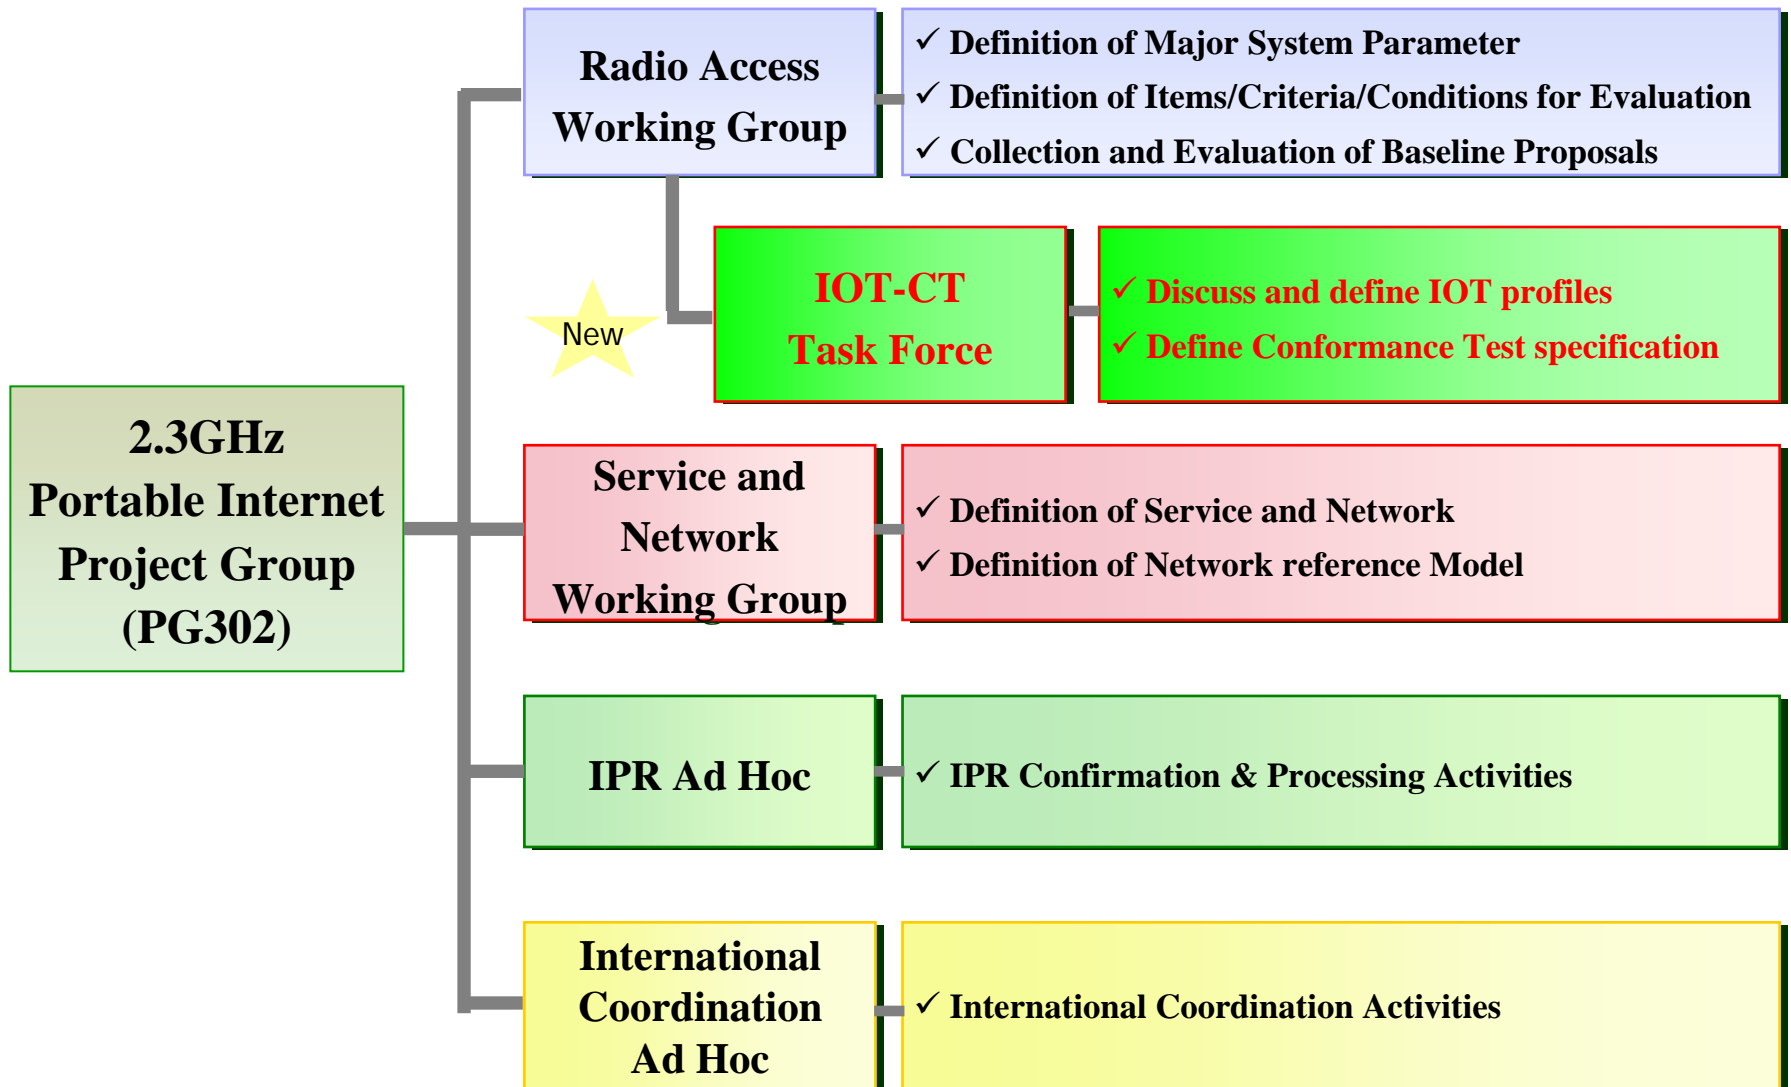 Radio Access
Working Group
✓ Definition of Major System Parameter
✓ Definition of Items/Criteria/Conditions for Evaluation
✓ Collection and Evaluation of Baseline Proposals
New
IOT-CT
Task Force
✓ Discuss and define IOT profiles
✓ Define Conformance Test specification
2.3GHz
Portable Internet
Project Group
(PG302)
Service and
Network
Working Group
✓ Definition of Service and Network
✓ Definition of Network reference Model
IPR Ad Hoc
✓ IPR Confirmation & Processing Activities
International
Coordination
Ad Hoc
✓ International Coordination Activities